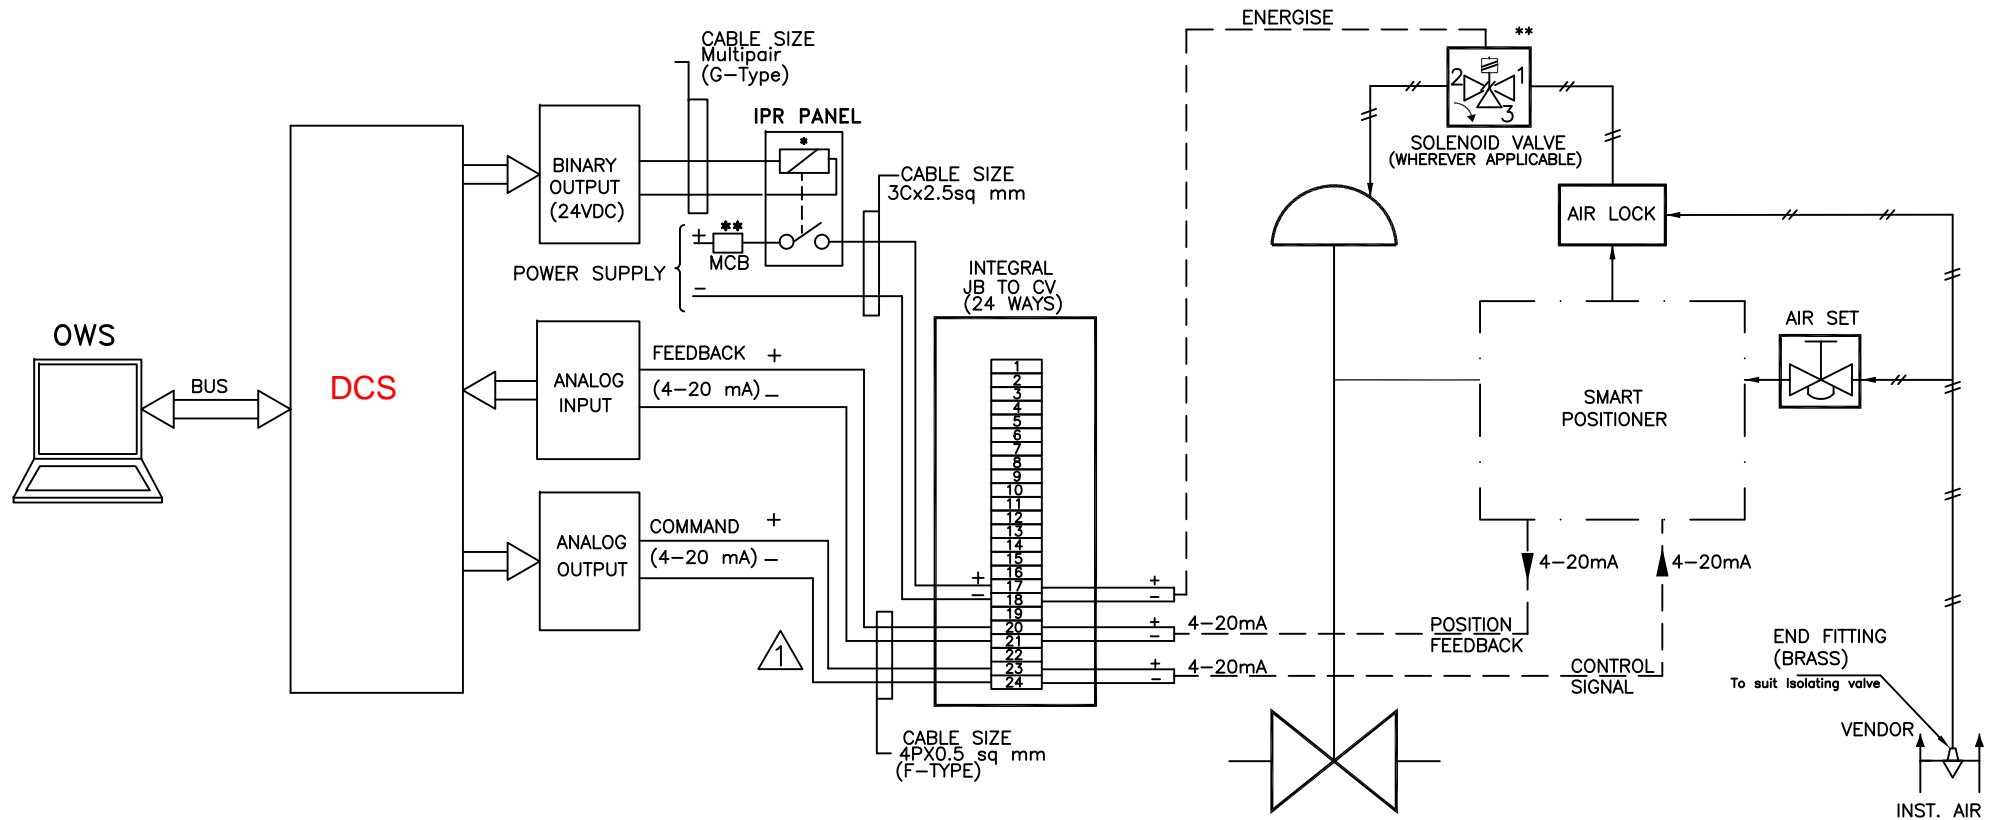 ENERGISE
**
CABLE SIZE
Multipair
(G-Type)
2
1
3
SOLENOID VALVE
(WHEREVER APPLICABLE)
IPR PANEL
*
BINARY
OUTPUT
(24VDC)
CABLE SIZE
3Cx2.5sq mm
AIR LOCK
+
**
MCB
POWER SUPPLY
−
INTEGRAL
JB TO CV
(24 WAYS)
OWS
BUS
DCS
FEEDBACK +
(4-20 mA) −
ANALOG
INPUT
AIR SET
SMART
POSITIONER
1
2
3
4
5
6
7
8
9
10
11
12
13
14
15
16
17
18
19
20
21
22
23
24
COMMAND +
(4-20 mA) −
ANALOG
OUTPUT
+
−
+
−
+
−
+
−
4-20mA
4-20mA
4-20mA
POSITION
FEEDBACK
4-20mA
CONTROL
SIGNAL
1
CABLE SIZE
4PX0.5 sq mm
(F-TYPE)
END FITTING
(BRASS)
To suit Isolating valve
VENDOR
INST. AIR